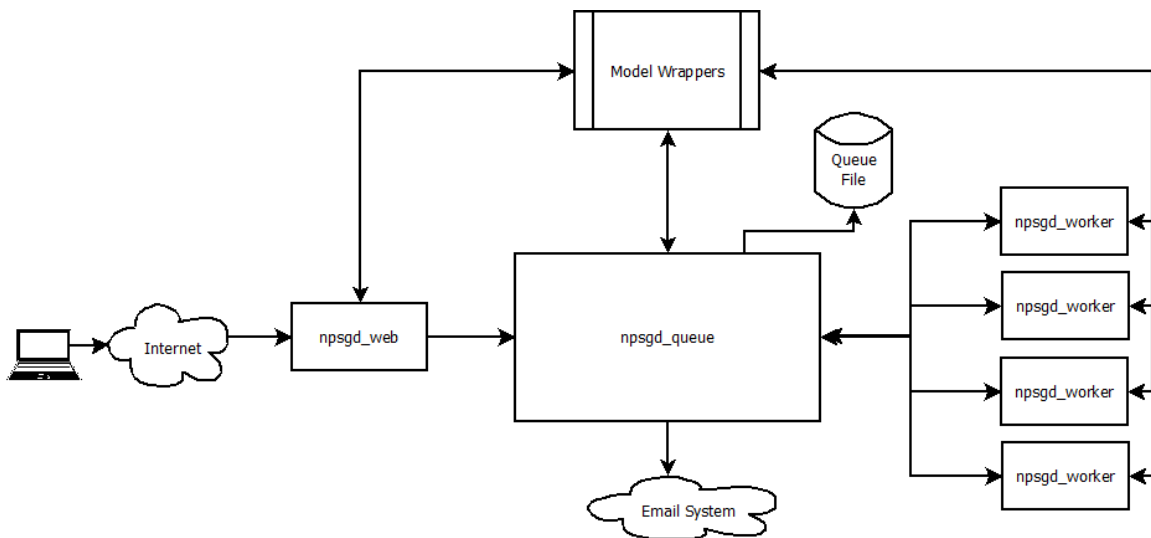 Model Wrappers
Queue
File
npsgd_worker
npsgd_worker
npsgd_worker
npsgd_worker
Internet
npsgd_web
npsgd_queue
Email System